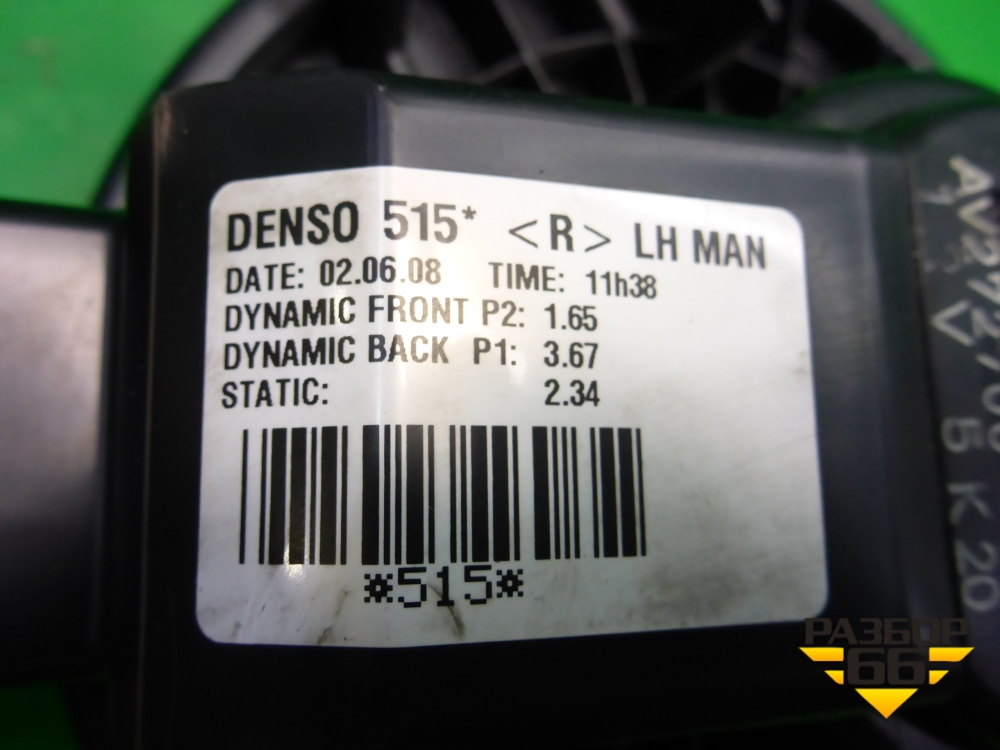 DENSO 515* <R> LH MAN
DATE: 02.06.08 TIME: 11h38
DYNAMIC FRONT P2: 1.65
DYNAMIC BACK P1: 3.67
STATIC: 2.34
*515*
РАЗБОР
66